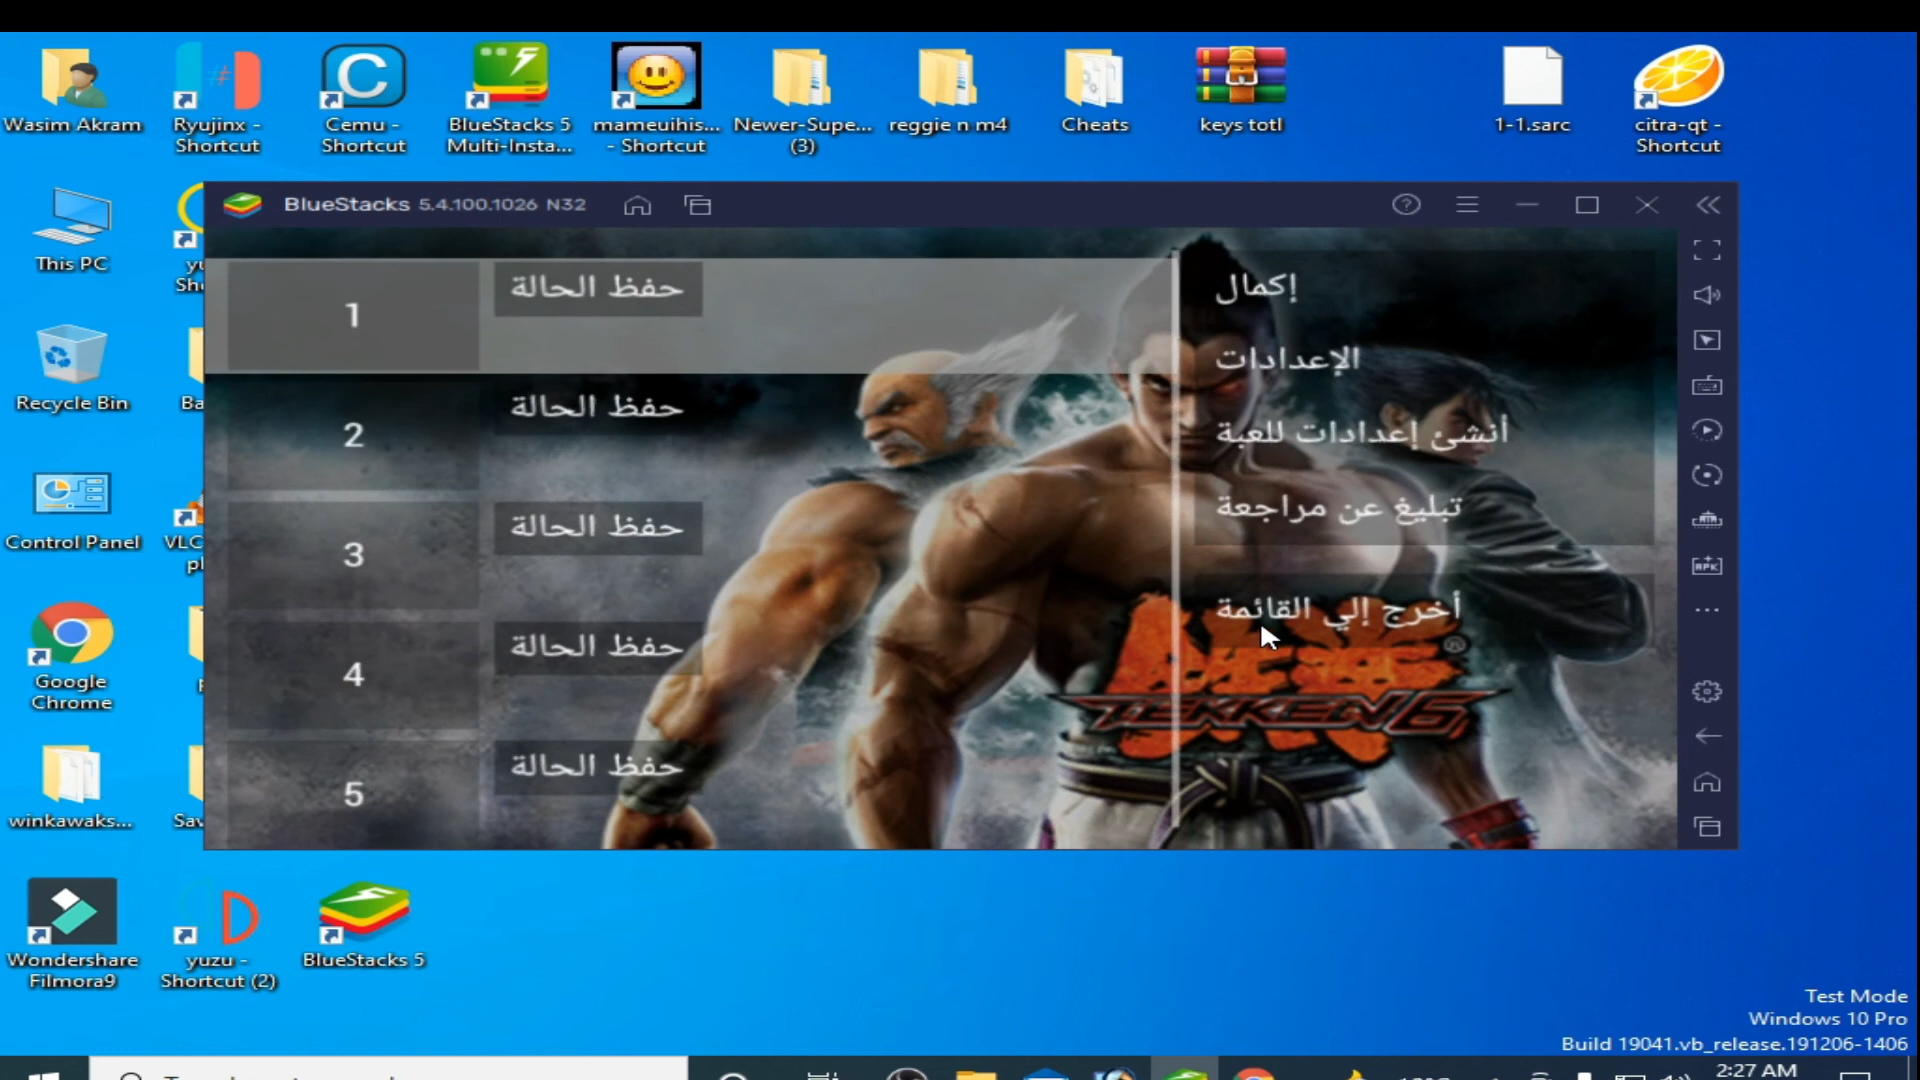 Wasim Akram
Ryujinx -
Shortcut
Cemu -
Shortcut
BlueStacks 5
Multi-Insta...
mameuihis...
- Shortcut
Newer-Supe...
(3)
reggie n m4
Cheats
keys totl
1-1.sarc
citra-qt -
Shortcut
This PC
Recycle Bin
Control Panel
VLC
Google
Chrome
winkawaks...
BlueStacks 5.4.100.1026 N32
1
حفظ الحالة
2
حفظ الحالة
3
حفظ الحالة
4
حفظ الحالة
5
حفظ الحالة
إكمال
الإعدادات
أنشئ إعدادات للعبة
تبليغ عن مراجعة
أخرج إلي القائمة
TEKKEN 6
®
APK
Wondershare
Filmora9
yuzu -
Shortcut (2)
BlueStacks 5
Test Mode
Windows 10 Pro
Build 19041.vb_release.191206-1406
2:27 AM